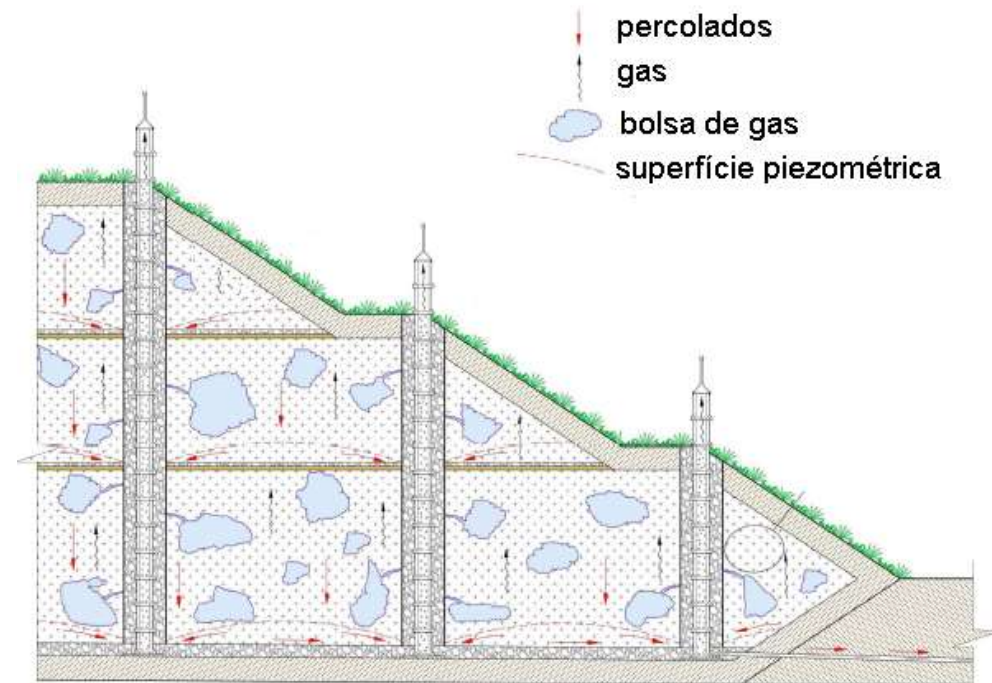 percolados
gas
bolsa de gas
superfície piezométrica